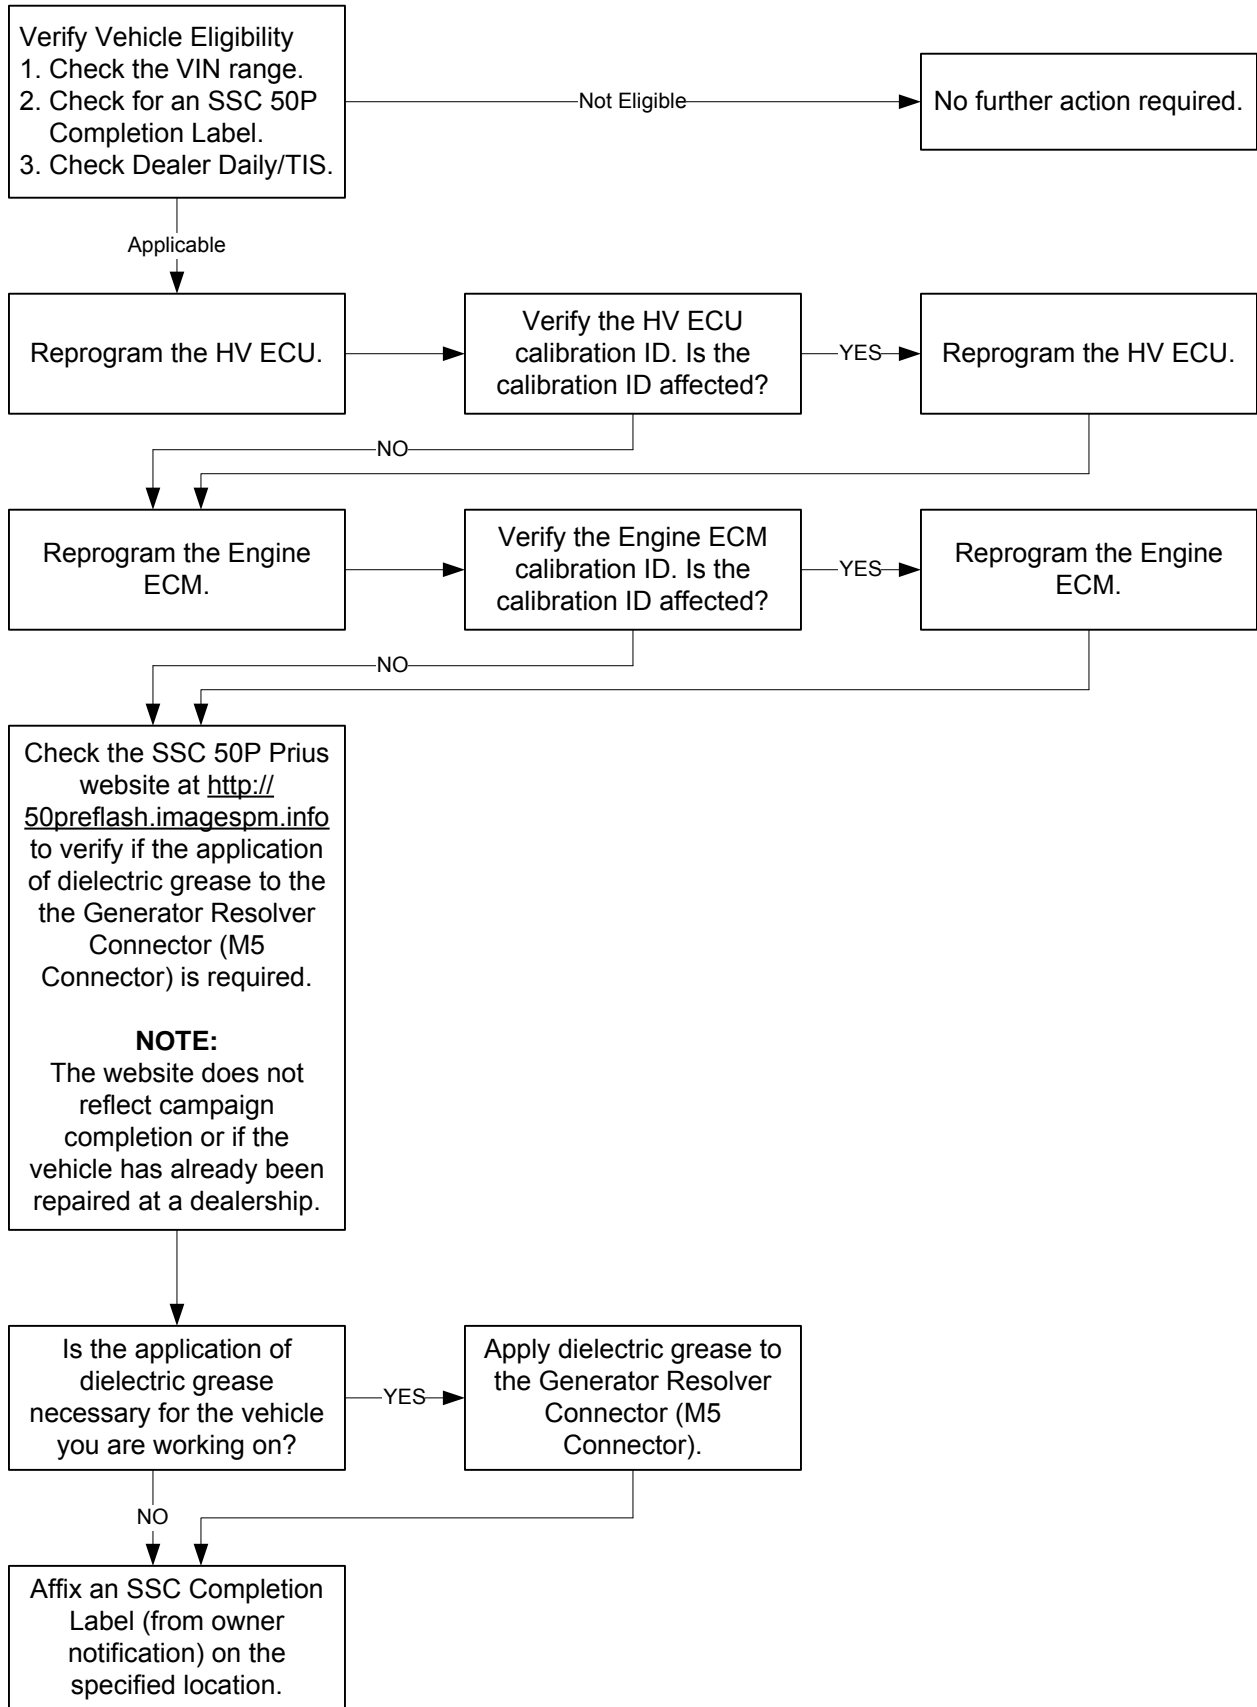 Verify Vehicle Eligibility
1. Check the VIN range.
2. Check for an SSC 50P
Completion Label.
3. Check Dealer Daily/TIS.
Not Eligible
No further action required.
Applicable
Reprogram the HV ECU.
Verify the HV ECU
calibration ID. Is the
calibration ID affected?
YES
Reprogram the HV ECU.
NO
Reprogram the Engine
ECM.
Verify the Engine ECM
calibration ID. Is the
calibration ID affected?
YES
Reprogram the Engine
ECM.
NO
Check the SSC 50P Prius
website at http://
50preflash.imagespm.info
to verify if the application
of dielectric grease to the
the Generator Resolver
Connector (M5
Connector) is required.
NOTE:
The website does not
reflect campaign
completion or if the
vehicle has already been
repaired at a dealership.
Is the application of
dielectric grease
necessary for the vehicle
you are working on?
YES
Apply dielectric grease to
the Generator Resolver
Connector (M5
Connector).
NO
Affix an SSC Completion
Label (from owner
notification) on the
specified location.